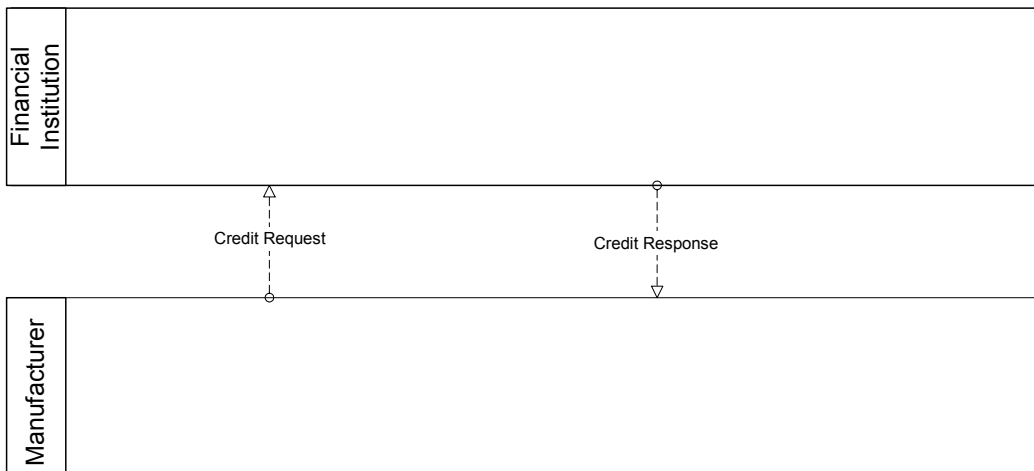 Financial
Institution
Credit Request
Credit Response
Manufacturer